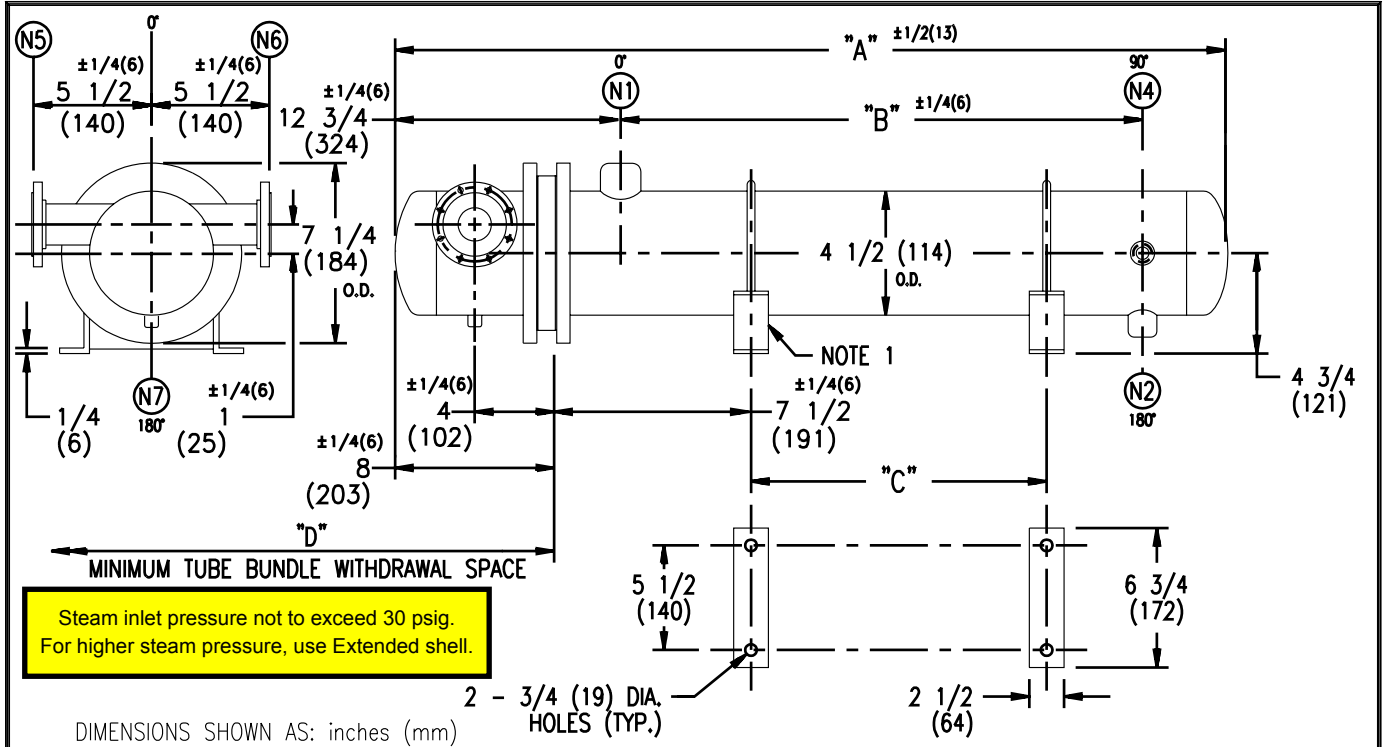 N5
0°
N6
±1/4(6)
±1/4(6)
5 1/2
(140)
5 1/2
(140)
±1/4(6)
12 3/4
(324)
"A" ±1/2(13)
0°
N1
"B" ±1/4(6)
90°
N4
7 1/4
(184)
O.D.
4 1/2 (114)
O.D.
NOTE 1
N7
180°
1/4
(6)
±1/4(6)
1
(25)
±1/4(6)
4
(102)
±1/4(6)
7 1/2
(191)
N2
180°
4 3/4
(121)
±1/4(6)
8
(203)
"C"
"D"
MINIMUM TUBE BUNDLE WITHDRAWAL SPACE
Steam inlet pressure not to exceed 30 psig.
For higher steam pressure, use Extended shell.
5 1/2
(140)
6 3/4
(172)
2 - 3/4 (19) DIA.
HOLES (TYP.)
2 1/2
(64)
DIMENSIONS SHOWN AS: inches (mm)